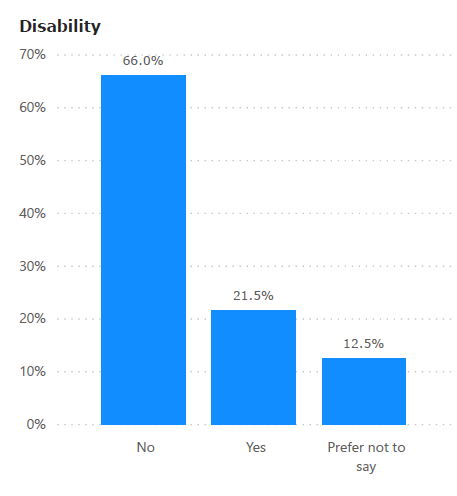 Disability
70%
66.0%
60%
50%
40%
30%
21.5%
20%
12.5%
10%
0%
No
Yes
Prefer not to
say